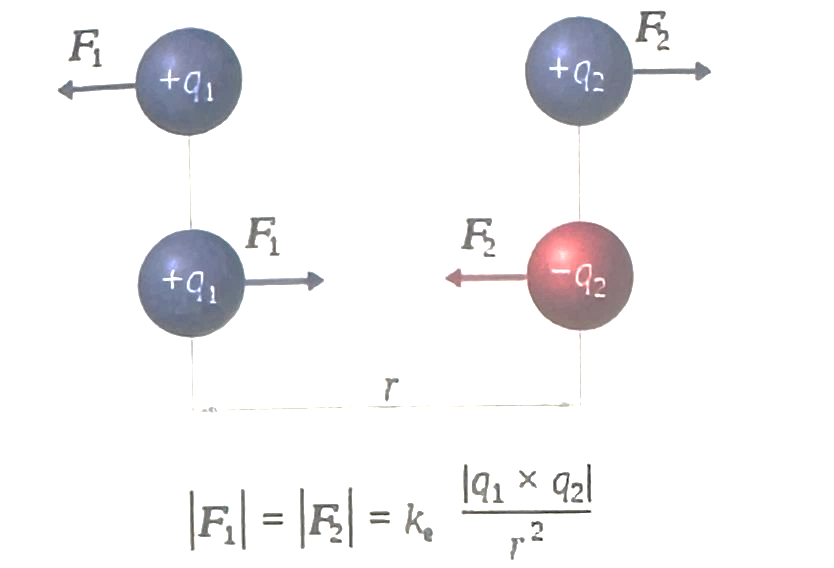 F₁ +q₁ +q₂ F₂
+q₁ F₁ F₂ −q₂
r
|F₁| = |F₂| = kₑ |q₁ × q₂| / r²